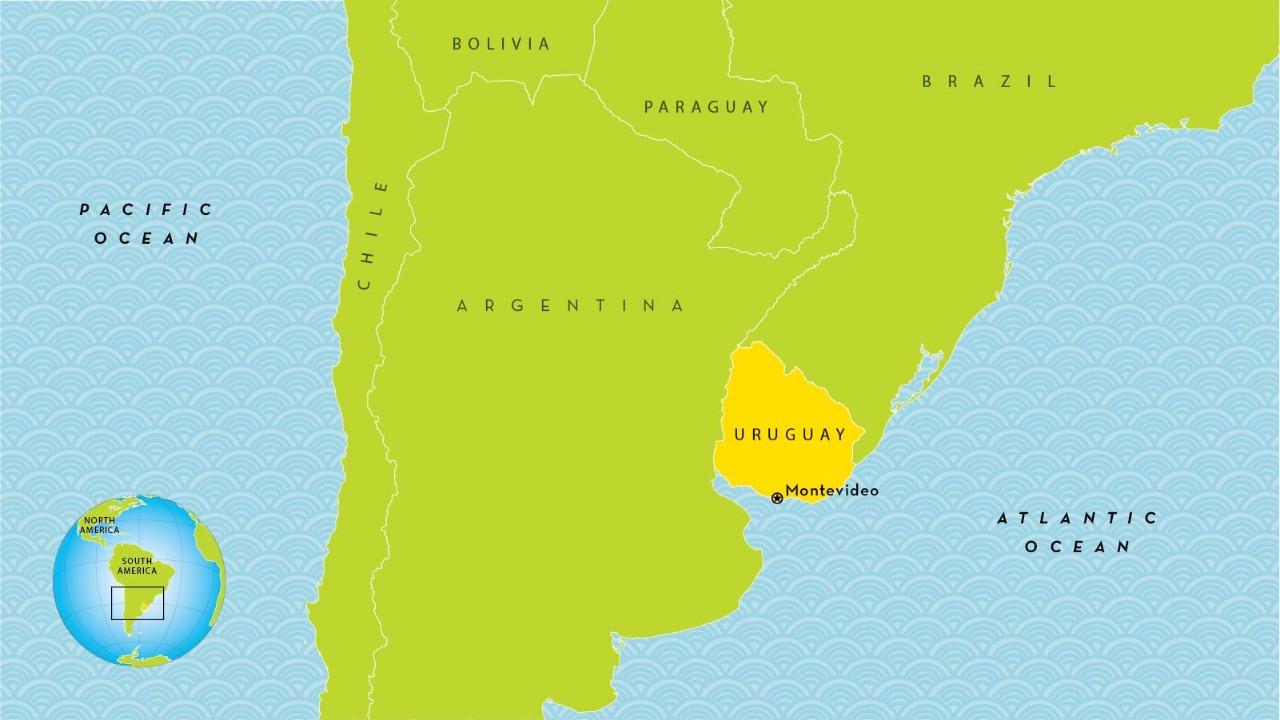 BOLIVIA
BRAZIL
PARAGUAY
CHILE
PACIFIC
OCEAN
ARGENTINA
URUGUAY
Montevideo
ATLANTIC
OCEAN
NORTH
AMERICA
SOUTH
AMERICA